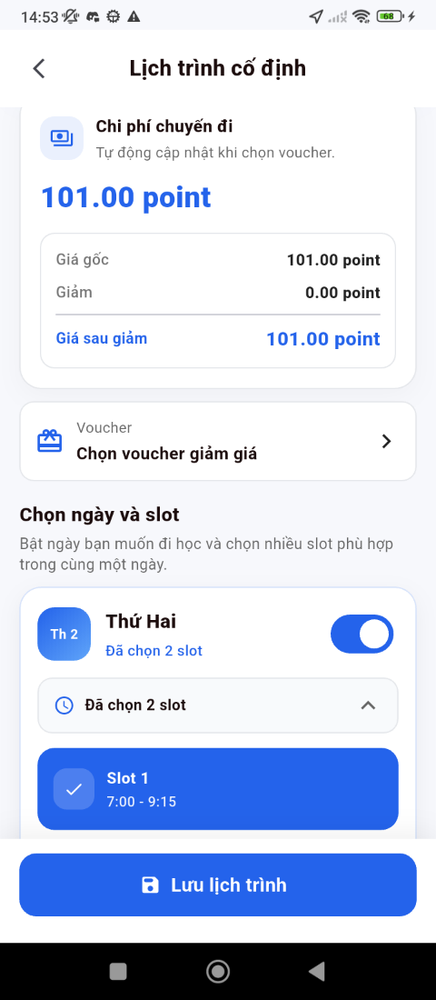 14:53
68
Lịch trình cố định
Chi phí chuyến đi
Tự động cập nhật khi chọn voucher.
101.00 point
Giá gốc 101.00 point
Giảm 0.00 point
Giá sau giảm 101.00 point
Voucher
Chọn voucher giảm giá
Chọn ngày và slot
Bật ngày bạn muốn đi học và chọn nhiều slot phù hợp
trong cùng một ngày.
Th 2
Thứ Hai
Đã chọn 2 slot
Đã chọn 2 slot
Slot 1
7:00 - 9:15
Lưu lịch trình